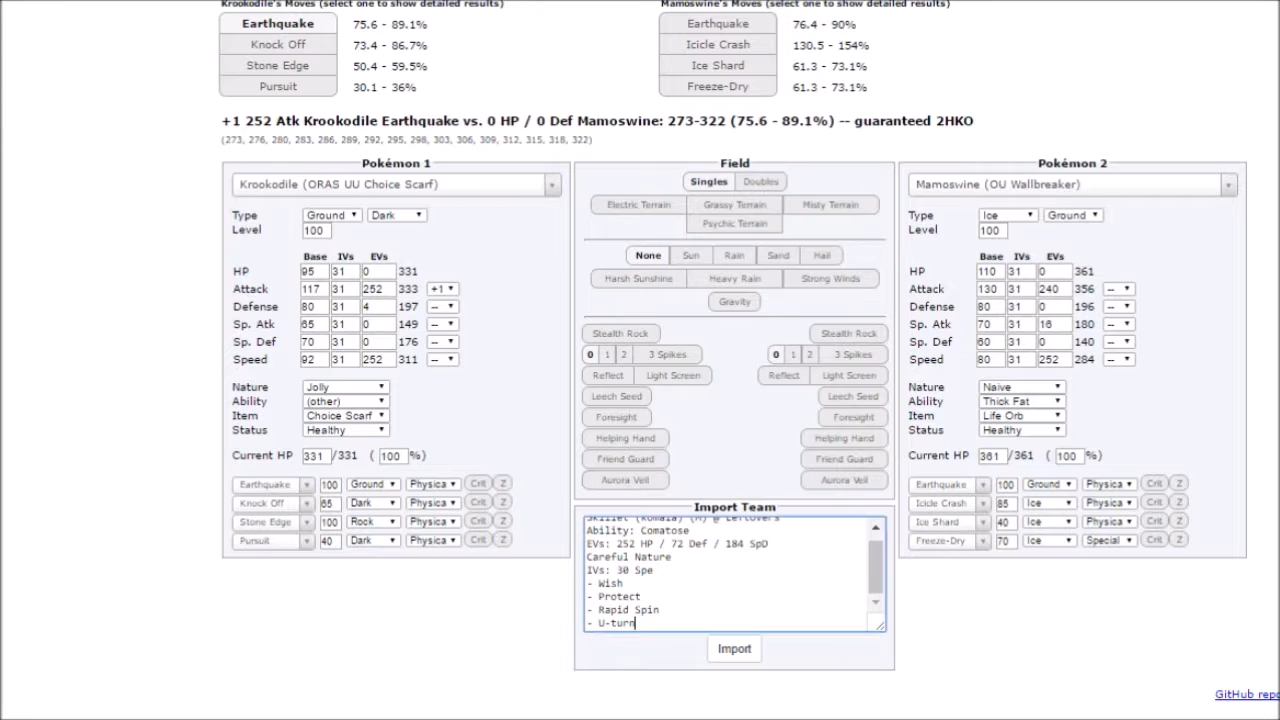 Krookodile's Moves (select one to show detailed results)
Mamoswine's Moves (select one to show detailed results)
Earthquake 75.6 - 89.1%
Knock Off 73.4 - 86.7%
Stone Edge 50.4 - 59.5%
Pursuit 30.1 - 36%
Earthquake 76.4 - 90%
Icicle Crash 130.5 - 154%
Ice Shard 61.3 - 73.1%
Freeze-Dry 61.3 - 73.1%
+1 252 Atk Krookodile Earthquake vs. 0 HP / 0 Def Mamoswine: 273-322 (75.6 - 89.1%) -- guaranteed 2HKO
(273, 276, 280, 283, 286, 289, 292, 295, 298, 303, 306, 309, 312, 315, 318, 322)
Pokémon 1
Krookodile (ORAS UU Choice Scarf)
Type Ground Dark
Level 100
Base IVs EVs
HP 95 31 0 331
Attack 117 31 252 333 +1
Defense 80 31 4 197 --
Sp. Atk 65 31 0 149 --
Sp. Def 70 31 0 176 --
Speed 92 31 252 311 --
Nature Jolly
Ability (other)
Item Choice Scarf
Status Healthy
Current HP 331 /331 ( 100 %)
Earthquake 100 Ground Physica Crit Z
Knock Off 65 Dark Physica Crit Z
Stone Edge 100 Rock Physica Crit Z
Pursuit 40 Dark Physica Crit Z
Field
Singles Doubles
Electric Terrain Grassy Terrain Misty Terrain
Psychic Terrain
None Sun Rain Sand Hail
Harsh Sunshine Heavy Rain Strong Winds
Gravity
Stealth Rock Stealth Rock
0 1 2 3 Spikes 0 1 2 3 Spikes
Reflect Light Screen Reflect Light Screen
Leech Seed Leech Seed
Foresight Foresight
Helping Hand Helping Hand
Friend Guard Friend Guard
Aurora Veil Aurora Veil
Import Team
Skillet (Komala) (M) @ Leftovers
Ability: Comatose
EVs: 252 HP / 72 Def / 184 SpD
Careful Nature
IVs: 30 Spe
- Wish
- Protect
- Rapid Spin
- U-turn
Import
Pokémon 2
Mamoswine (OU Wallbreaker)
Type Ice Ground
Level 100
Base IVs EVs
HP 110 31 0 361
Attack 130 31 240 356 --
Defense 80 31 0 196 --
Sp. Atk 70 31 16 180 --
Sp. Def 60 31 0 140 --
Speed 80 31 252 284 --
Nature Naive
Ability Thick Fat
Item Life Orb
Status Healthy
Current HP 361 /361 ( 100 %)
Earthquake 100 Ground Physica Crit Z
Icicle Crash 85 Ice Physica Crit Z
Ice Shard 40 Ice Physica Crit Z
Freeze-Dry 70 Ice Special Crit Z
GitHub repo